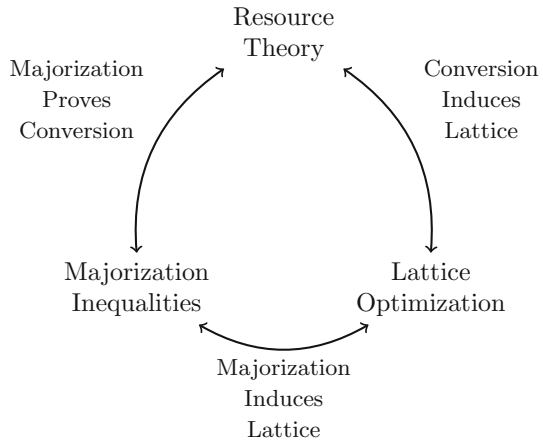 Resource
Theory
Majorization
Proves
Conversion
Conversion
Induces
Lattice
Majorization
Inequalities
Lattice
Optimization
Majorization
Induces
Lattice